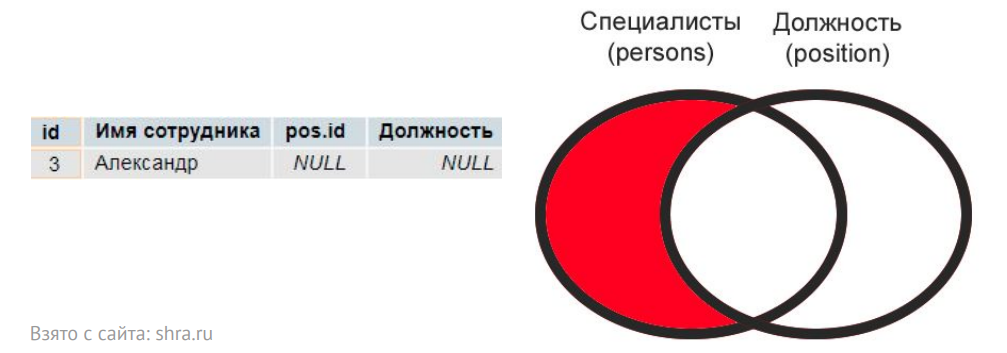 Специалисты Должность
(persons) (position)
id Имя сотрудника pos.id Должность
3 Александр NULL NULL
Взято с сайта: shra.ru